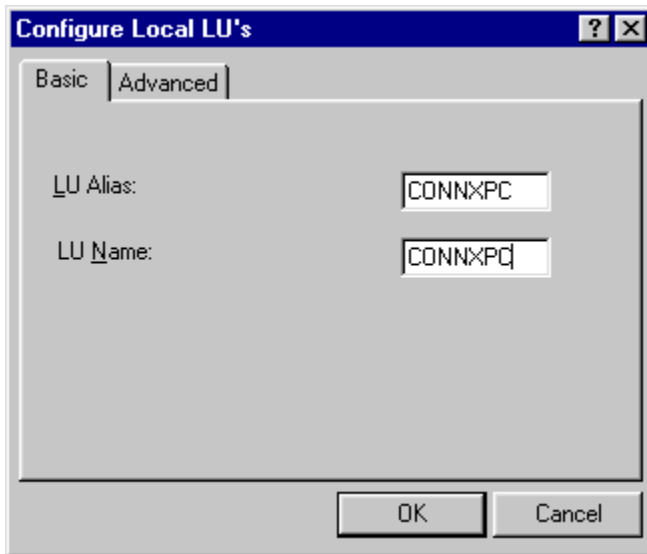 Configure Local LU's
Basic Advanced
LU Alias: CONNXPC
LU Name: CONNXPC
OK Cancel